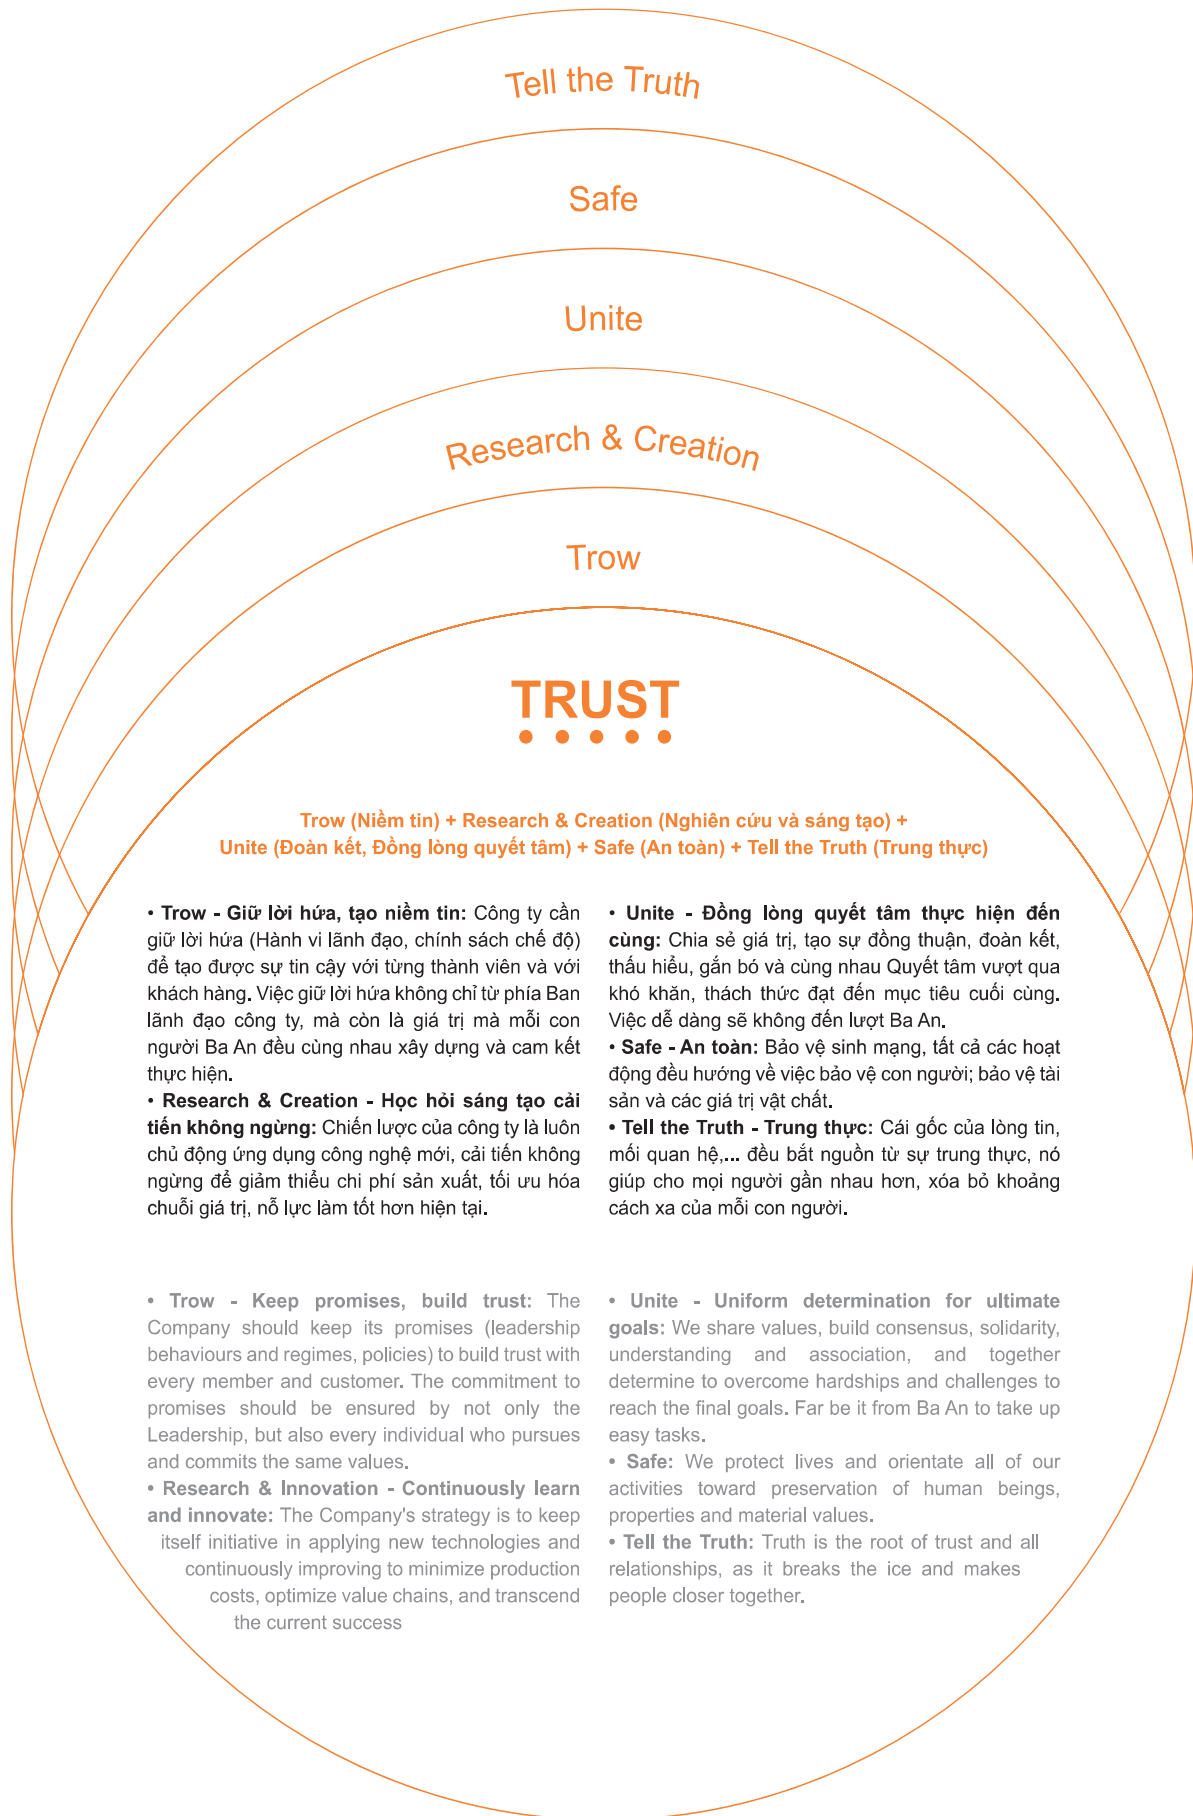 Tell the Truth
Safe
Unite
Research & Creation
Trow
TRUST
Trow (Niềm tin) + Research & Creation (Nghiên cứu và sáng tạo) +
Unite (Đoàn kết, Đồng lòng quyết tâm) + Safe (An toàn) + Tell the Truth (Trung thực)
• Trow - Giữ lời hứa, tạo niềm tin: Công ty cần
giữ lời hứa (Hành vi lãnh đạo, chính sách chế độ)
để tạo được sự tin cậy với từng thành viên và với
khách hàng. Việc giữ lời hứa không chỉ từ phía Ban
lãnh đạo công ty, mà còn là giá trị mà mỗi con
người Ba An đều cùng nhau xây dựng và cam kết
thực hiện.
• Research & Creation - Học hỏi sáng tạo cải
tiến không ngừng: Chiến lược của công ty là luôn
chủ động ứng dụng công nghệ mới, cải tiến không
ngừng để giảm thiểu chi phí sản xuất, tối ưu hóa
chuỗi giá trị, nỗ lực làm tốt hơn hiện tại.
• Unite - Đồng lòng quyết tâm thực hiện đến
cùng: Chia sẻ giá trị, tạo sự đồng thuận, đoàn kết,
thấu hiểu, gắn bó và cùng nhau Quyết tâm vượt qua
khó khăn, thách thức đạt đến mục tiêu cuối cùng.
Việc dễ dàng sẽ không đến lượt Ba An.
• Safe - An toàn: Bảo vệ sinh mạng, tất cả các hoạt
động đều hướng về việc bảo vệ con người; bảo vệ tài
sản và các giá trị vật chất.
• Tell the Truth - Trung thực: Cái gốc của lòng tin,
mối quan hệ,... đều bắt nguồn từ sự trung thực, nó
giúp cho mọi người gần nhau hơn, xóa bỏ khoảng
cách xa của mỗi con người.
• Trow - Keep promises, build trust: The
Company should keep its promises (leadership
behaviours and regimes, policies) to build trust with
every member and customer. The commitment to
promises should be ensured by not only the
Leadership, but also every individual who pursues
and commits the same values.
• Research & Innovation - Continuously learn
and innovate: The Company's strategy is to keep
itself initiative in applying new technologies and
continuously improving to minimize production
costs, optimize value chains, and transcend
the current success
• Unite - Uniform determination for ultimate
goals: We share values, build consensus, solidarity,
understanding and association, and together
determine to overcome hardships and challenges to
reach the final goals. Far be it from Ba An to take up
easy tasks.
• Safe: We protect lives and orientate all of our
activities toward preservation of human beings,
properties and material values.
• Tell the Truth: Truth is the root of trust and all
relationships, as it breaks the ice and makes
people closer together.